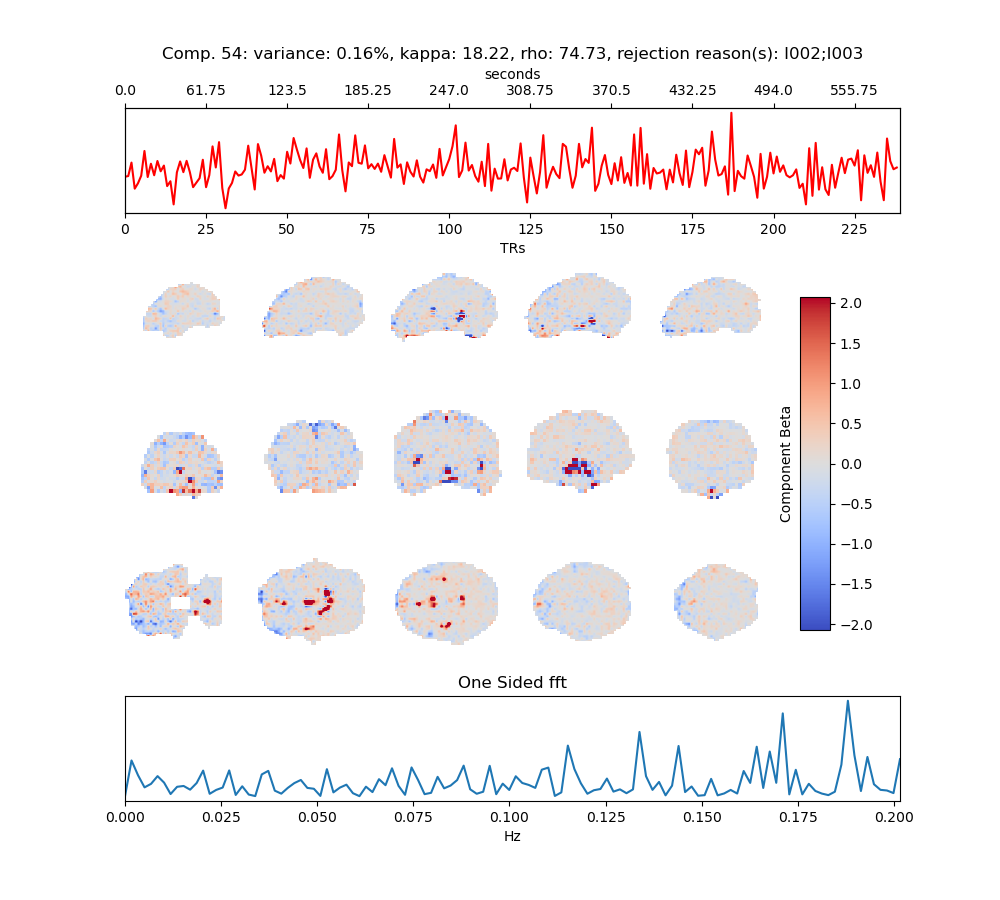 Comp. 54: variance: 0.16%, kappa: 18.22, rho: 74.73, rejection reason(s): I002;I003
seconds
0.0 61.75 123.5 185.25 247.0 308.75 370.5 432.25 494.0 555.75
0 25 50 75 100 125 150 175 200 225
TRs
2.0
1.5
1.0
0.5
0.0
−0.5
−1.0
−1.5
−2.0
Component Beta
One Sided fft
0.000 0.025 0.050 0.075 0.100 0.125 0.150 0.175 0.200
Hz